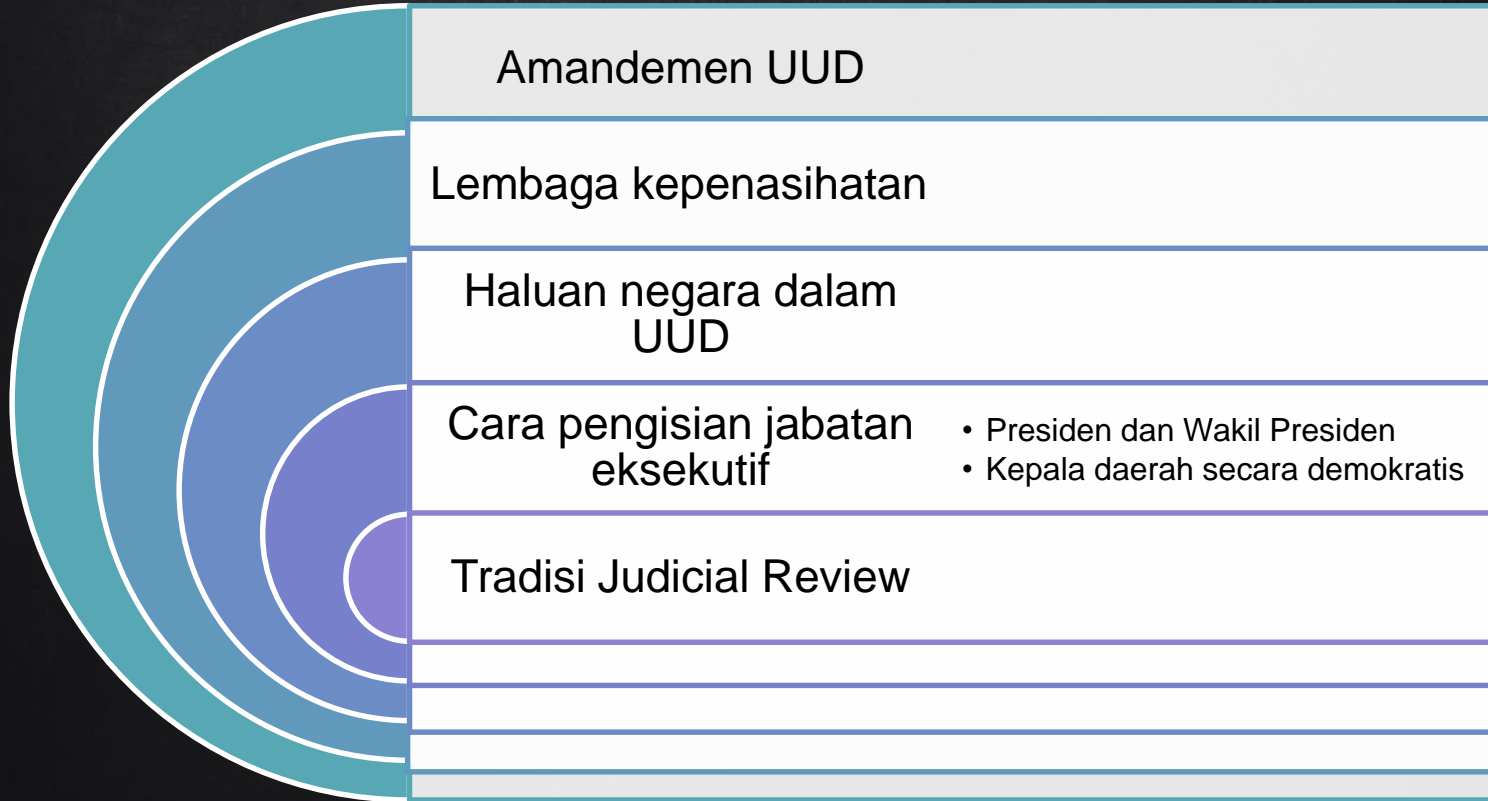 Amandemen UUD
Lembaga kepenasihatan
Haluan negara dalam
UUD
Cara pengisian jabatan
eksekutif
• Presiden dan Wakil Presiden
• Kepala daerah secara demokratis
Tradisi Judicial Review